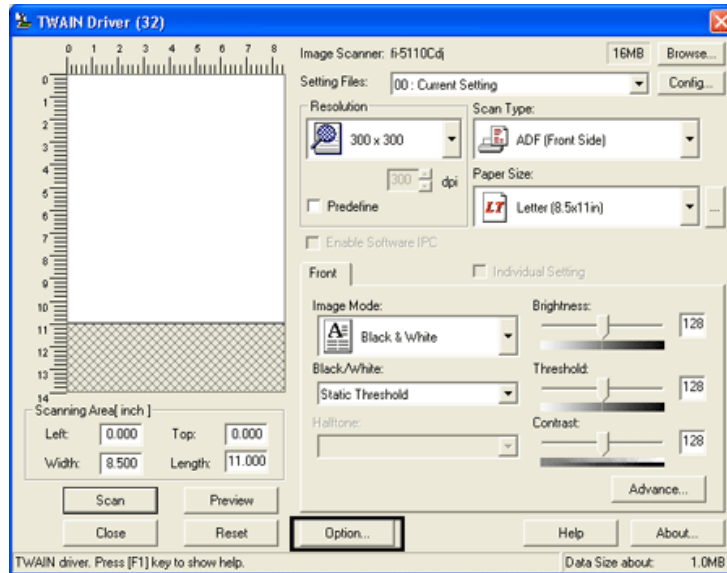 TWAIN Driver (32)
0 1 2 3 4 5 6 7 8
0
1
2
3
4
5
6
7
8
9
10
11
12
13
14
Image Scanner: fi-5110Cdj
16MB
Browse...
Setting Files:
00 : Current Setting
Config...
Resolution
300 x 300
300
dpi
Predefine
Scan Type:
ADF (Front Side)
Paper Size:
LT
Letter (8.5x11in)
...
Enable Software IPC
Front
Individual Setting
Image Mode:
A
Black & White
Black/White:
Static Threshold
Halftone:
Brightness:
128
Threshold:
128
Contrast:
128
Advance...
Scanning Area[ inch ]
Left: 0.000 Top: 0.000
Width: 8.500 Length: 11.000
Scan Preview
Close Reset Option... Help About...
TWAIN driver. Press [F1] key to show help. Data Size about: 1.0MB